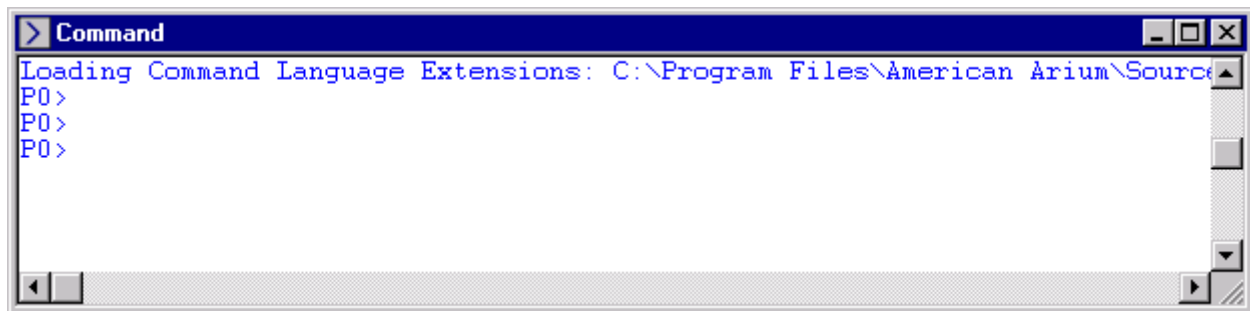 Command
Loading Command Language Extensions: C:\Program Files\American Arium\Source
P0>
P0>
P0>